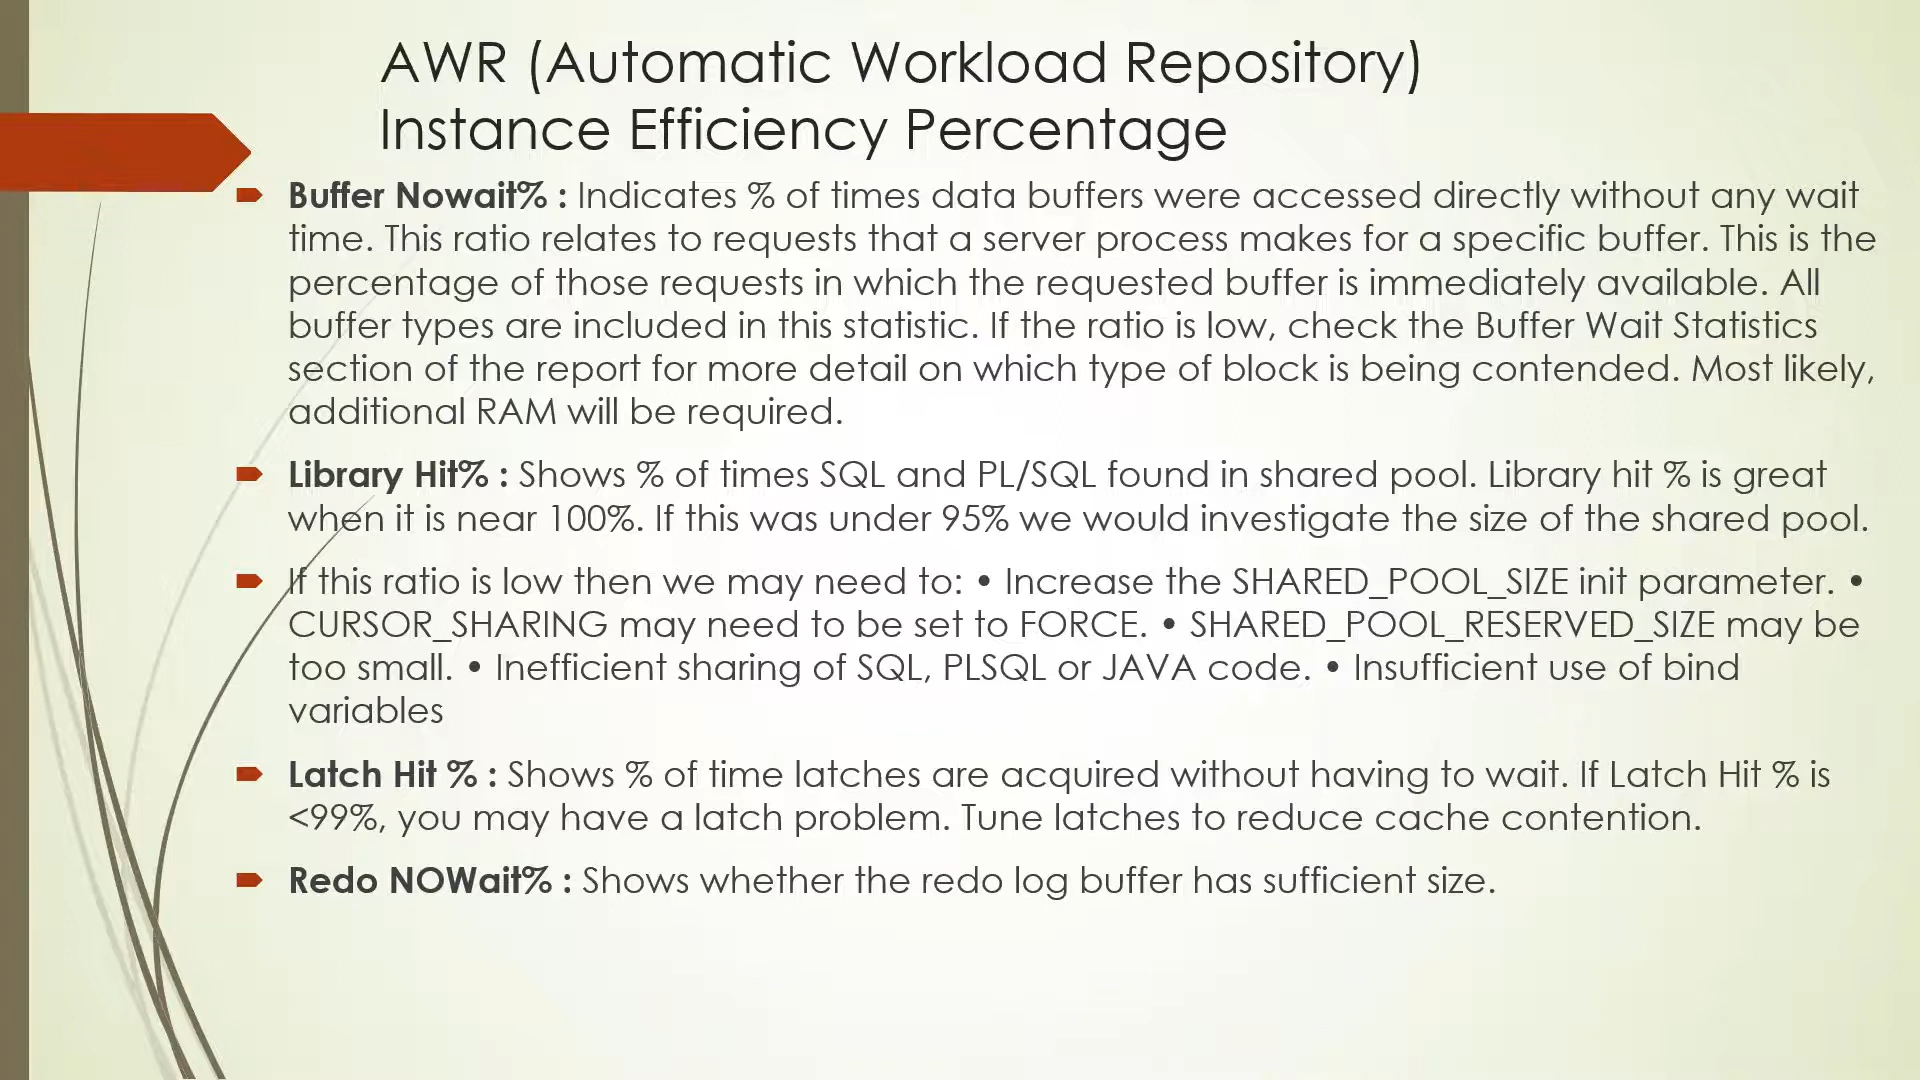 AWR (Automatic Workload Repository)
Instance Efficiency Percentage
Buffer Nowait% : Indicates % of times data buffers were accessed directly without any wait
time. This ratio relates to requests that a server process makes for a specific buffer. This is the
percentage of those requests in which the requested buffer is immediately available. All
buffer types are included in this statistic. If the ratio is low, check the Buffer Wait Statistics
section of the report for more detail on which type of block is being contended. Most likely,
additional RAM will be required.
Library Hit% : Shows % of times SQL and PL/SQL found in shared pool. Library hit % is great
when it is near 100%. If this was under 95% we would investigate the size of the shared pool.
If this ratio is low then we may need to: • Increase the SHARED_POOL_SIZE init parameter. •
CURSOR_SHARING may need to be set to FORCE. • SHARED_POOL_RESERVED_SIZE may be
too small. • Inefficient sharing of SQL, PLSQL or JAVA code. • Insufficient use of bind
variables
Latch Hit % : Shows % of time latches are acquired without having to wait. If Latch Hit % is
<99%, you may have a latch problem. Tune latches to reduce cache contention.
Redo NOWait% : Shows whether the redo log buffer has sufficient size.